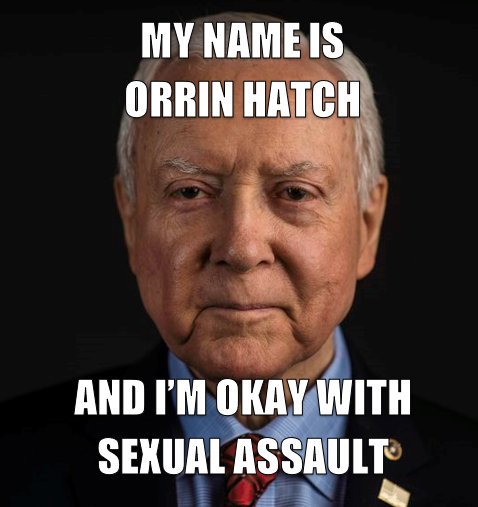 MY NAME IS
ORRIN HATCH
AND I'M OKAY WITH
SEXUAL ASSAULT